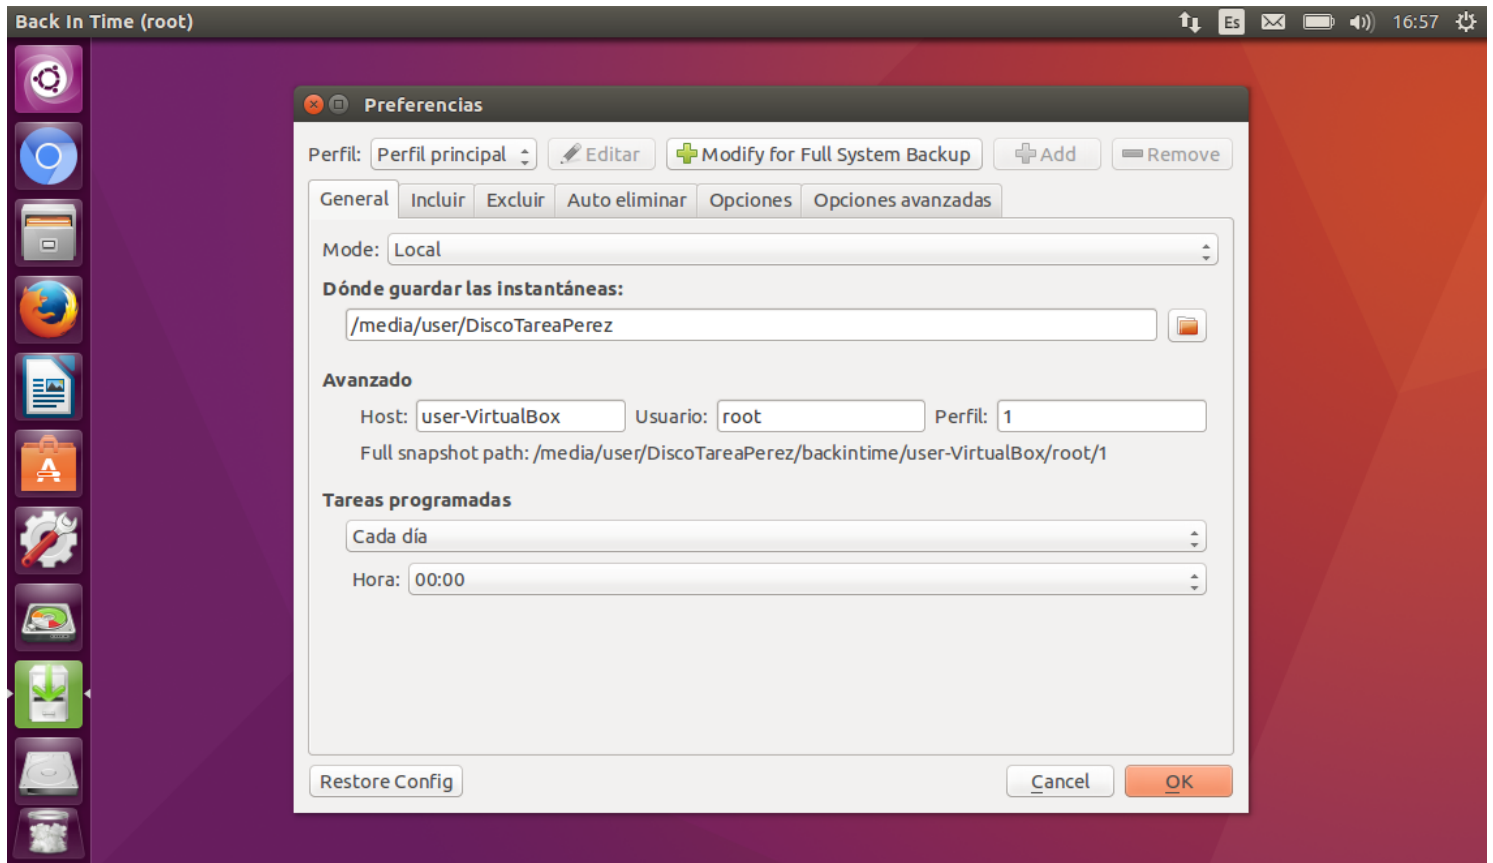 Back In Time (root) Es 16:57
Preferencias
Perfil: Perfil principal Editar Modify for Full System Backup Add Remove
General Incluir Excluir Auto eliminar Opciones Opciones avanzadas
Mode: Local
Dónde guardar las instantáneas:
/media/user/DiscoTareaPerez
Avanzado
Host: user-VirtualBox Usuario: root Perfil: 1
Full snapshot path: /media/user/DiscoTareaPerez/backintime/user-VirtualBox/root/1
Tareas programadas
Cada día
Hora: 00:00
Restore Config Cancel OK